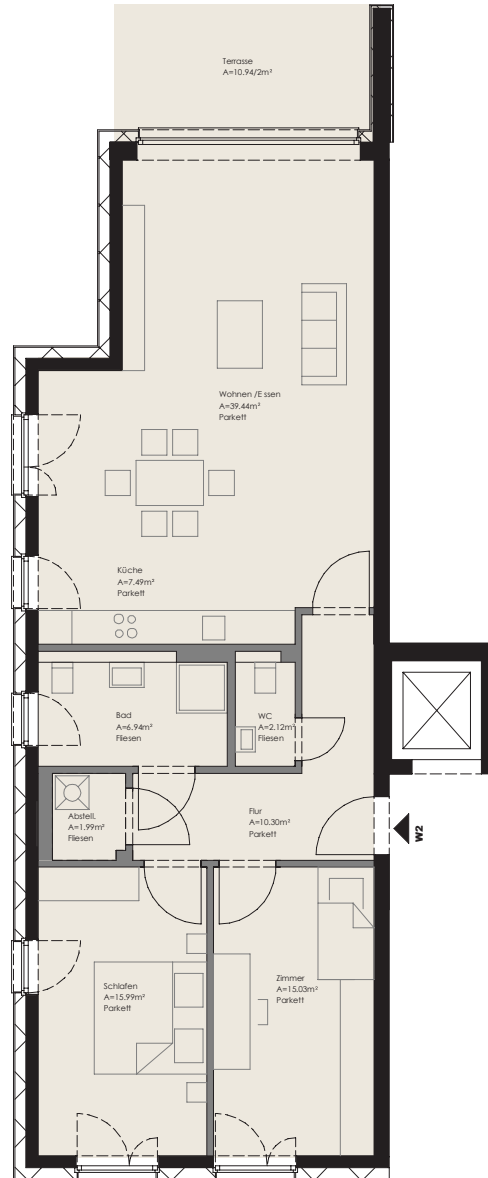 Terrasse
A=10.94/2m²
Wohnen /Essen
A=39.44m²
Parkett
Küche
A=7.49m²
Parkett
Bad
A=6.94m²
Fliesen
WC
A=2.12m²
Fliesen
Abstell.
A=1.99m²
Fliesen
Flur
A=10.30m²
Parkett
W2
Schlafen
A=15.99m²
Parkett
Zimmer
A=15.03m²
Parkett